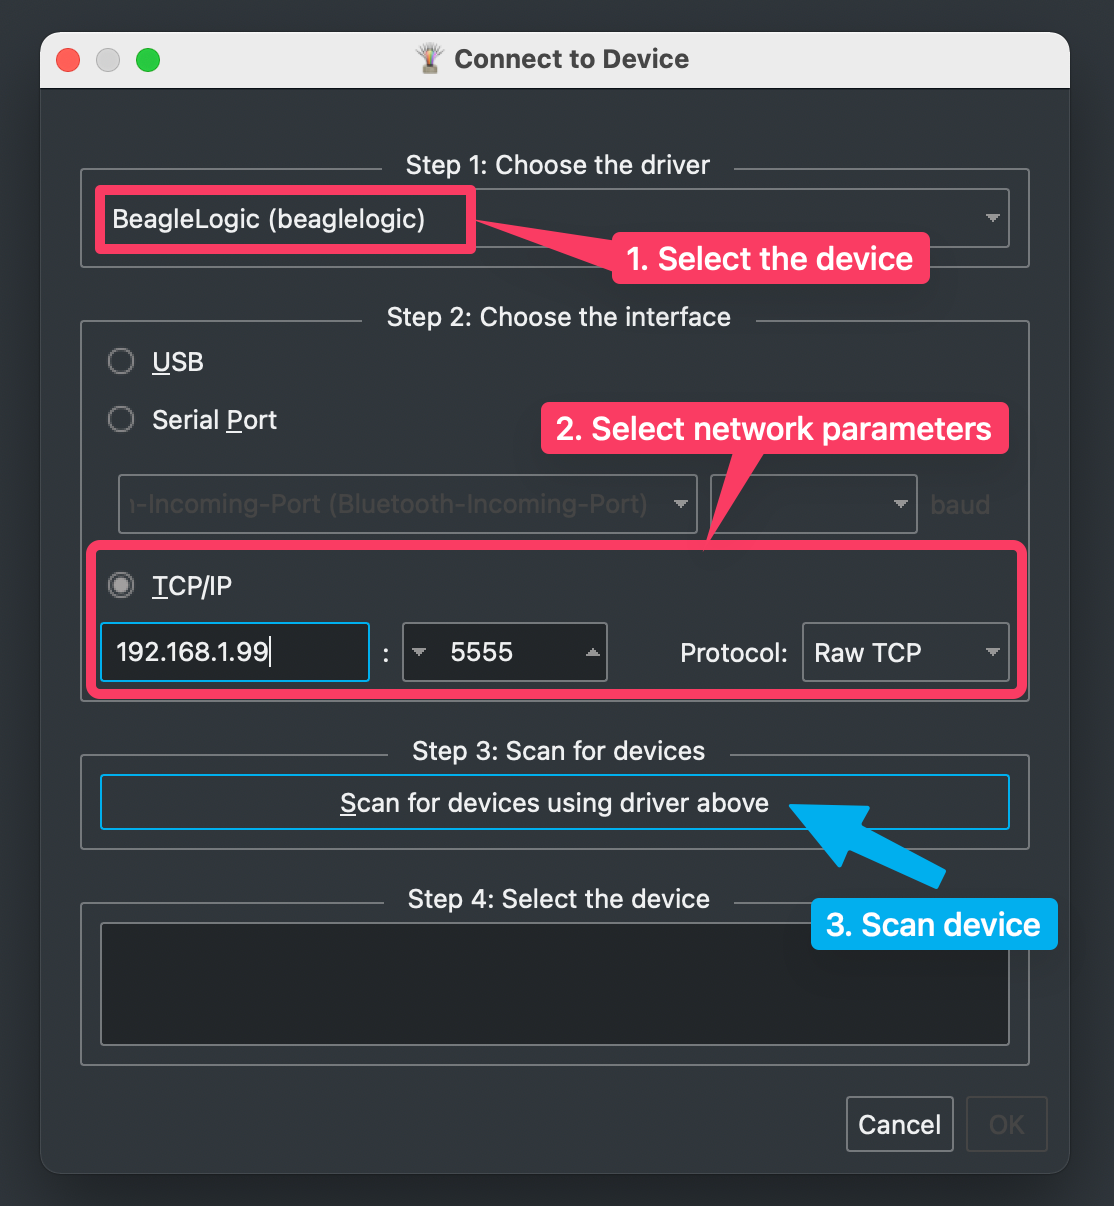 Connect to Device
Step 1: Choose the driver
BeagleLogic (beaglelogic)
1. Select the device
Step 2: Choose the interface
USB
Serial Port
2. Select network parameters
-Incoming-Port (Bluetooth-Incoming-Port)
baud
TCP/IP
192.168.1.99 : 5555 Protocol: Raw TCP
Step 3: Scan for devices
Scan for devices using driver above
Step 4: Select the device
3. Scan device
Cancel OK